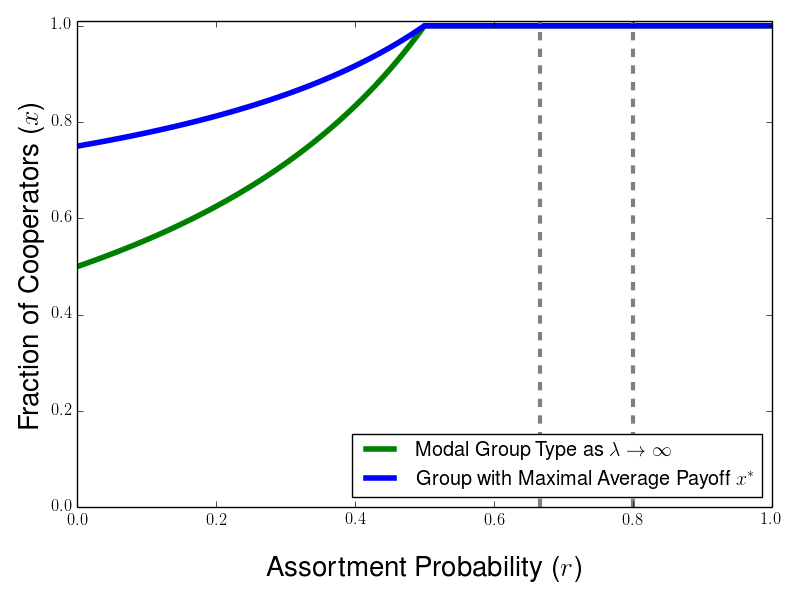 1.0
0.8
0.6
0.4
0.2
0.0
Fraction of Cooperators (x)
0.0 0.2 0.4 0.6 0.8 1.0
Assortment Probability (r)
Modal Group Type as λ → ∞
Group with Maximal Average Payoff x*